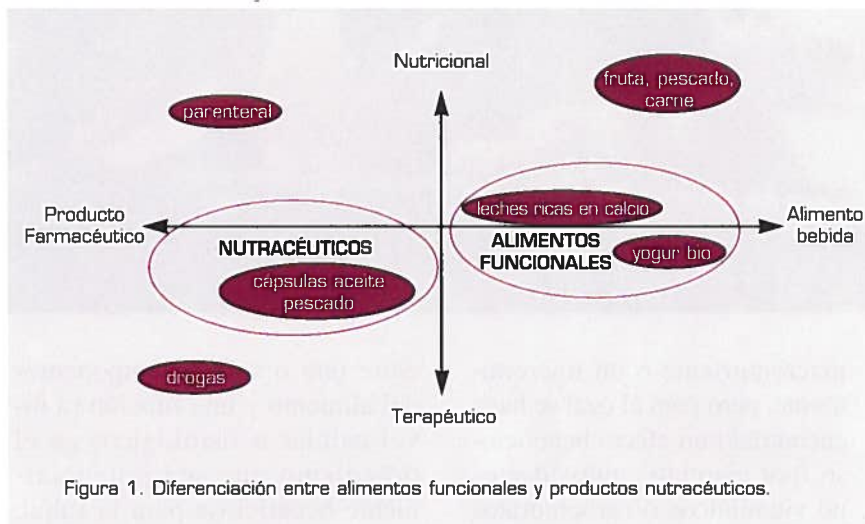 Nutricional
fruta, pescado,
carne
parenteral
leches ricas en calcio
Producto
Farmacéutico
Alimento
bebida
NUTRACÉUTICOS
ALIMENTOS
FUNCIONALES
yogur bio
cápsulas aceite
pescado
drogas
Terapéutico
Figura 1. Diferenciación entre alimentos funcionales y productos nutracéuticos.